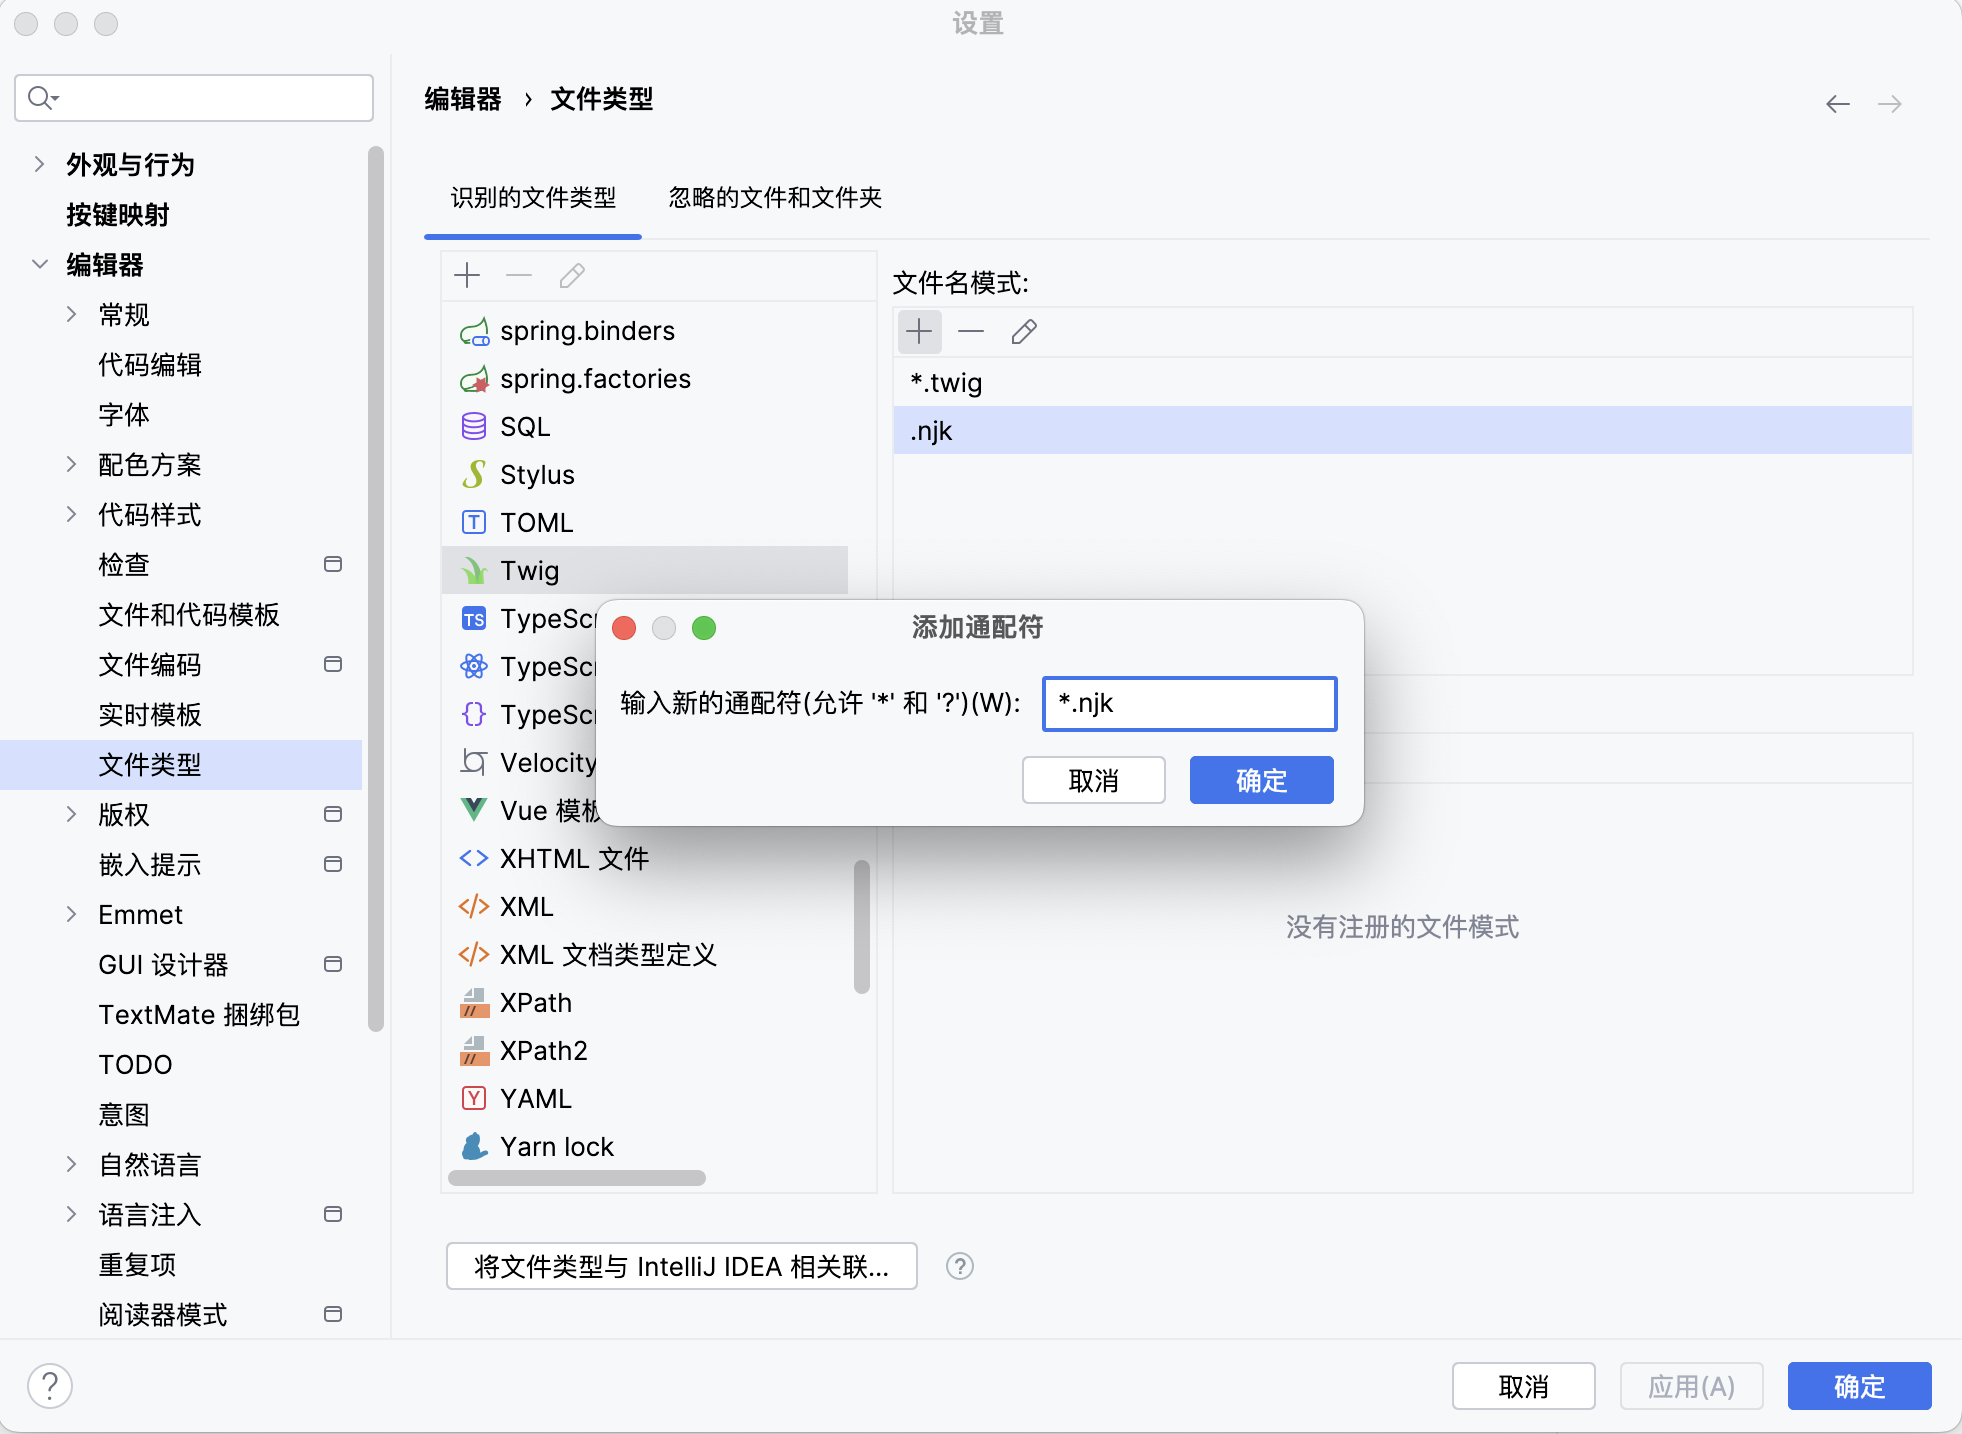 设置
编辑器 › 文件类型
外观与行为
按键映射
编辑器
常规
代码编辑
字体
配色方案
代码样式
检查
文件和代码模板
文件编码
实时模板
文件类型
版权
嵌入提示
Emmet
GUI 设计器
TextMate 捆绑包
TODO
意图
自然语言
语言注入
重复项
阅读器模式
识别的文件类型
忽略的文件和文件夹
spring.binders
spring.factories
SQL
Stylus
TOML
Twig
TypeScr
TypeScr
TypeScr
Velocity
Vue 模板
XHTML 文件
XML
XML 文档类型定义
XPath
XPath2
YAML
Yarn lock
文件名模式:
*.twig
.njk
添加通配符
输入新的通配符(允许 '*' 和 '?')(W):
*.njk
取消
确定
没有注册的文件模式
将文件类型与 IntelliJ IDEA 相关联...
取消
应用(A)
确定